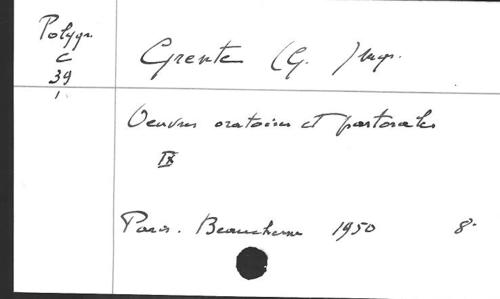 Polygr.
C
39
1.
Grente (G.) Mgr.
Oeuvres oratoires et pastorales
IX
Paris. Beauchesne 1950 8°